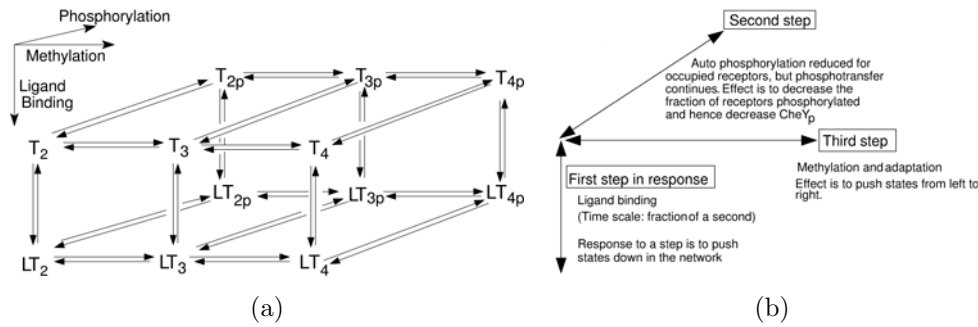 Phosphorylation
Methylation
Ligand
Binding
T2p
T3p
T4p
T2
T3
T4
LT2p
LT3p
LT4p
LT2
LT3
LT4
(a)
Second step
Auto phosphorylation reduced for
occupied receptors, but phosphotransfer
continues. Effect is to decrease the
fraction of receptors phosphorylated
and hence decrease CheYp
Third step
Methylation and adaptation
Effect is to push states from left to
right.
First step in response
Ligand binding
(Time scale: fraction of a second)
Response to a step is to push
states down in the network
(b)